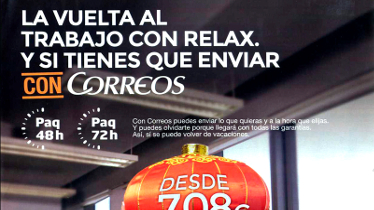 LA VUELTA AL
TRABAJO CON RELAX.
Y SI TIENES QUE ENVIAR
CON CORREOS
Paq 48h
Paq 72h
Con Correos puedes enviar lo que quieras y a la hora que elijas.
Y puedes olvidarte porque llegará con todas las garantías.
Así, sí se puede volver de vacaciones.
DESDE
708€